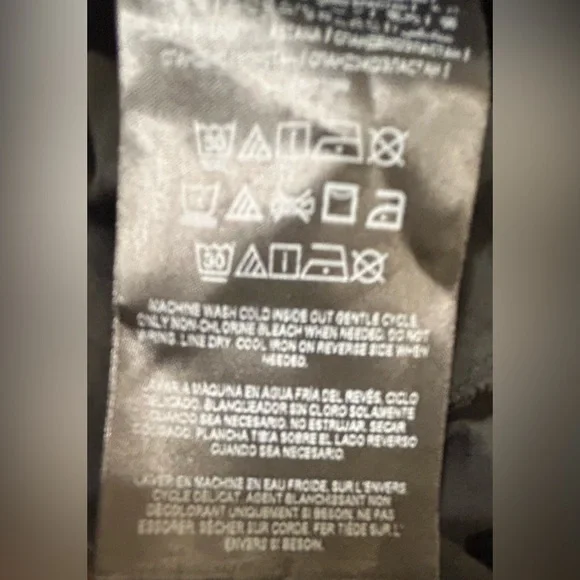 30
30
MACHINE WASH COLD INSIDE OUT GENTLE CYCLE.
ONLY NON-CHLORINE BLEACH WHEN NEEDED. DO NOT
WRING. LINE DRY. COOL IRON ON REVERSE SIDE WHEN
NEEDED.
LAVAR A MÁQUINA EN AGUA FRÍA DEL REVÉS, CICLO
DELICADO. BLANQUEADOR SIN CLORO SOLAMENTE
CUANDO SEA NECESARIO. NO ESTRUJAR. SECAR
COLGADO. PLANCHA TIBIA SOBRE EL LADO REVERSO
CUANDO SEA NECESARIO.
LAVER EN MACHINE EN EAU FROIDE, SUR L'ENVERS,
CYCLE DELICAT. AGENT BLANCHISSANT NON
DÉCOLORANT UNIQUEMENT SI BESOIN. NE PAS
ESSORER. SÉCHER SUR CORDE. FER TIÈDE SUR L'
ENVERS SI BESOIN.